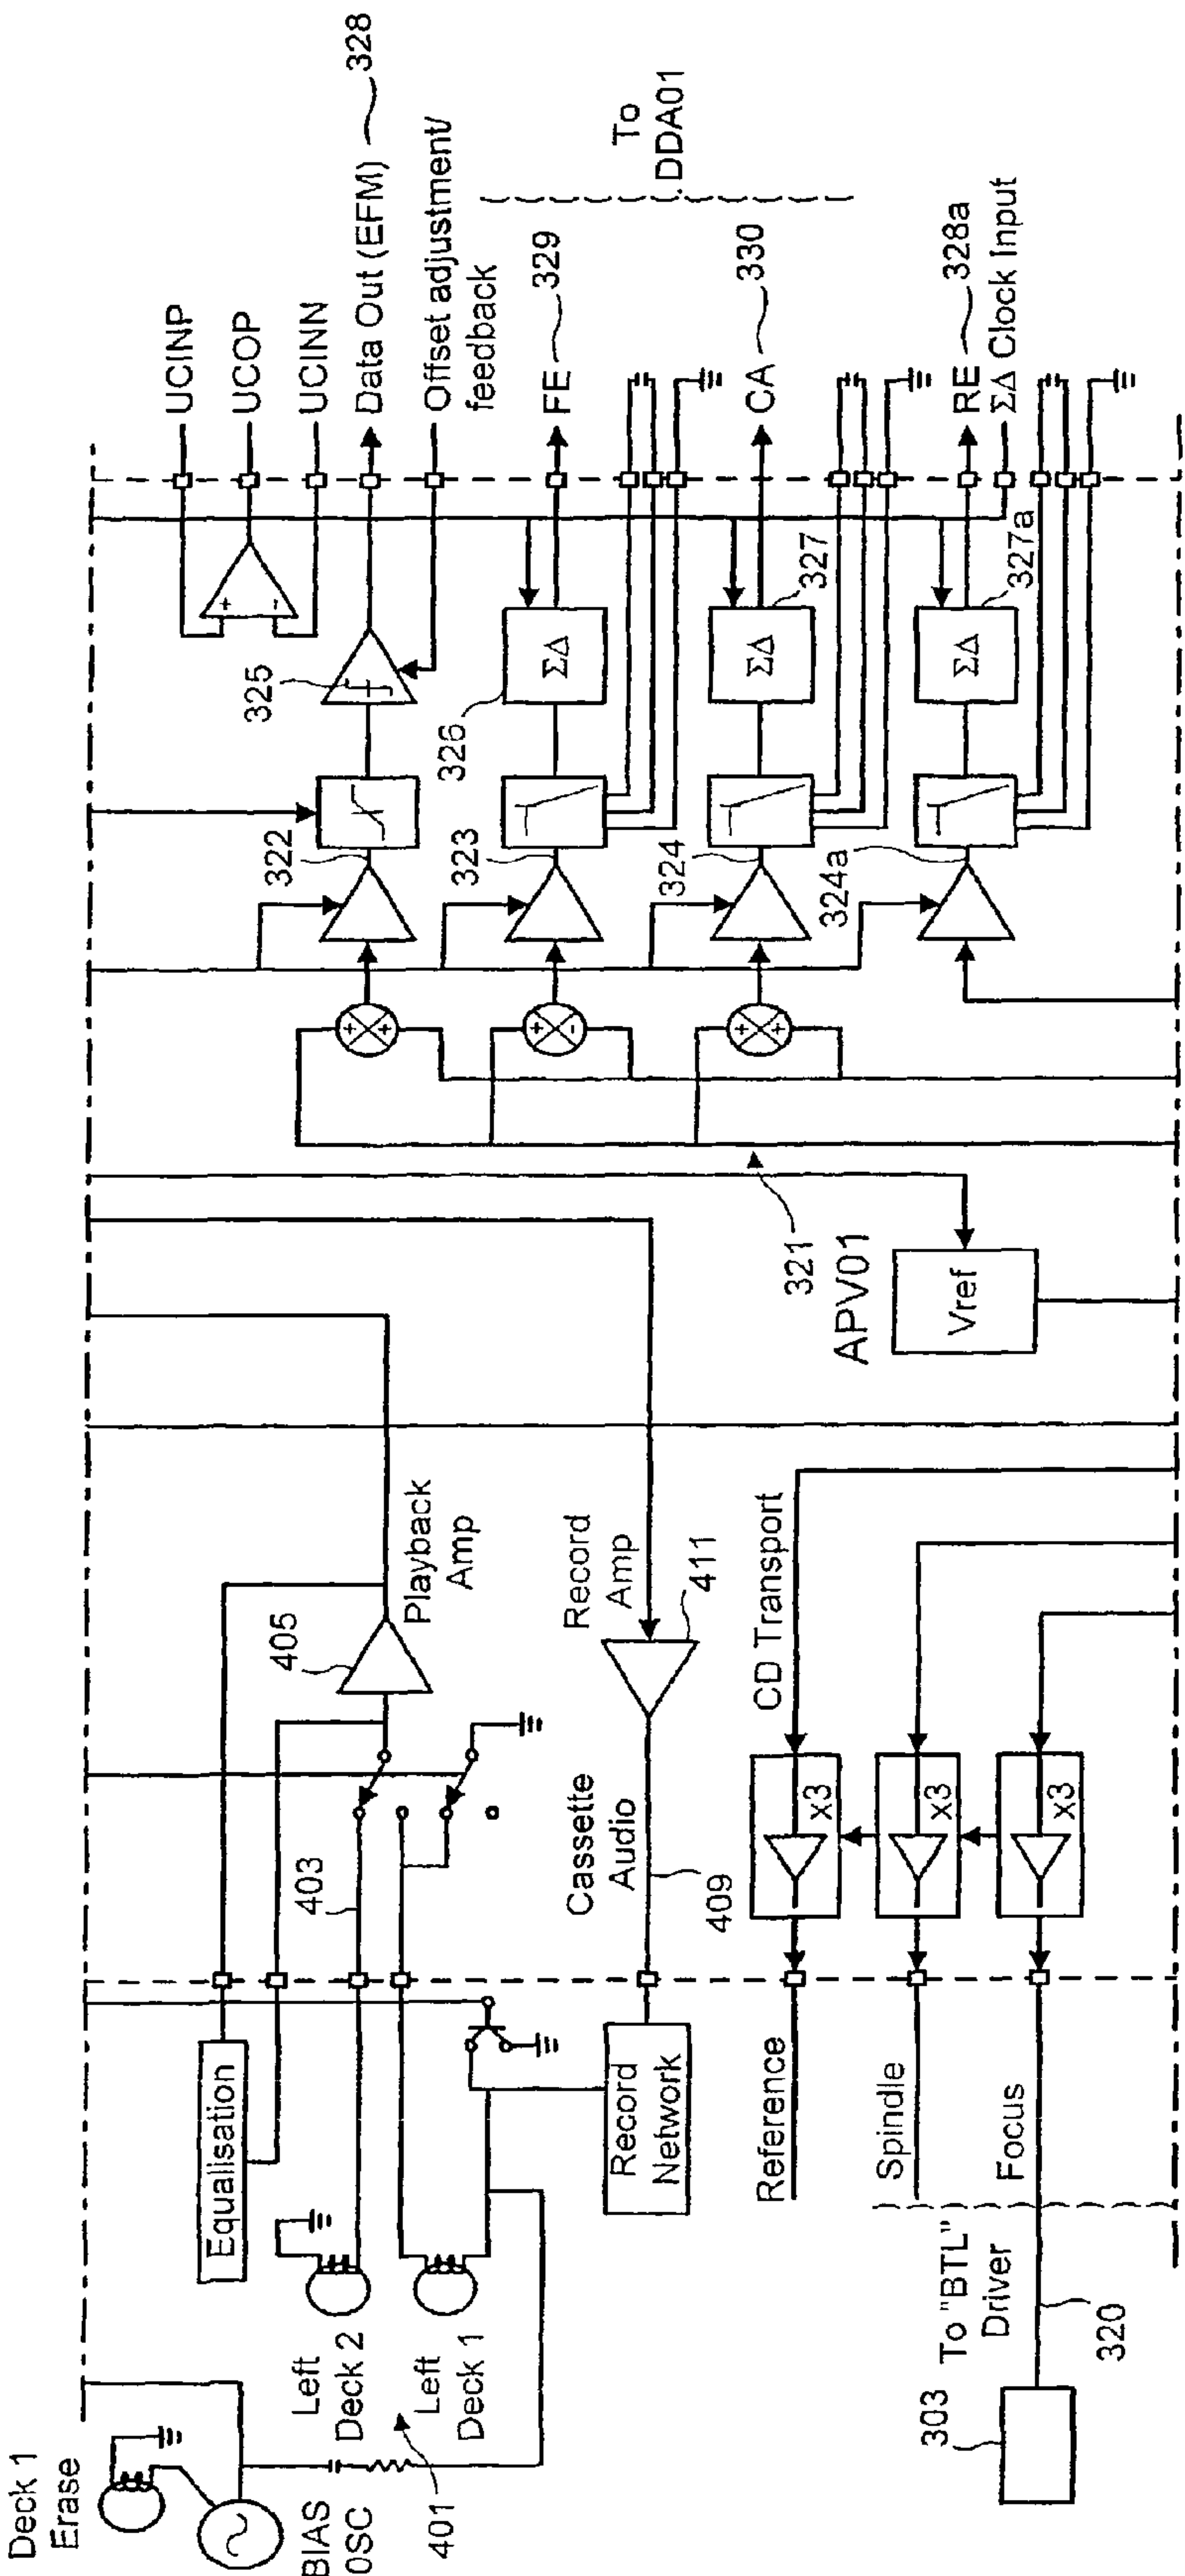 Deck 1
Erase
BIAS
OSC
401
Left
Deck 2
Left
Deck 1
Equalisation
Record
Network
403
405
Playback
Amp
Cassette
Audio
409
Record
Amp
411
CD Transport
x3
x3
x3
Reference
Spindle
Focus
To "BTL"
Driver
320
303
321
APV01
Vref
322
323
324
324a
325
326
327
327a
+
+
+
-
+
+
+
-
ΣΔ
ΣΔ
ΣΔ
UCINP
UCOP
UCINN
Data Out (EFM)
328
Offset adjustment/
feedback
FE
329
CA
330
RE
328a
ΣΔ Clock Input
To
DDA01